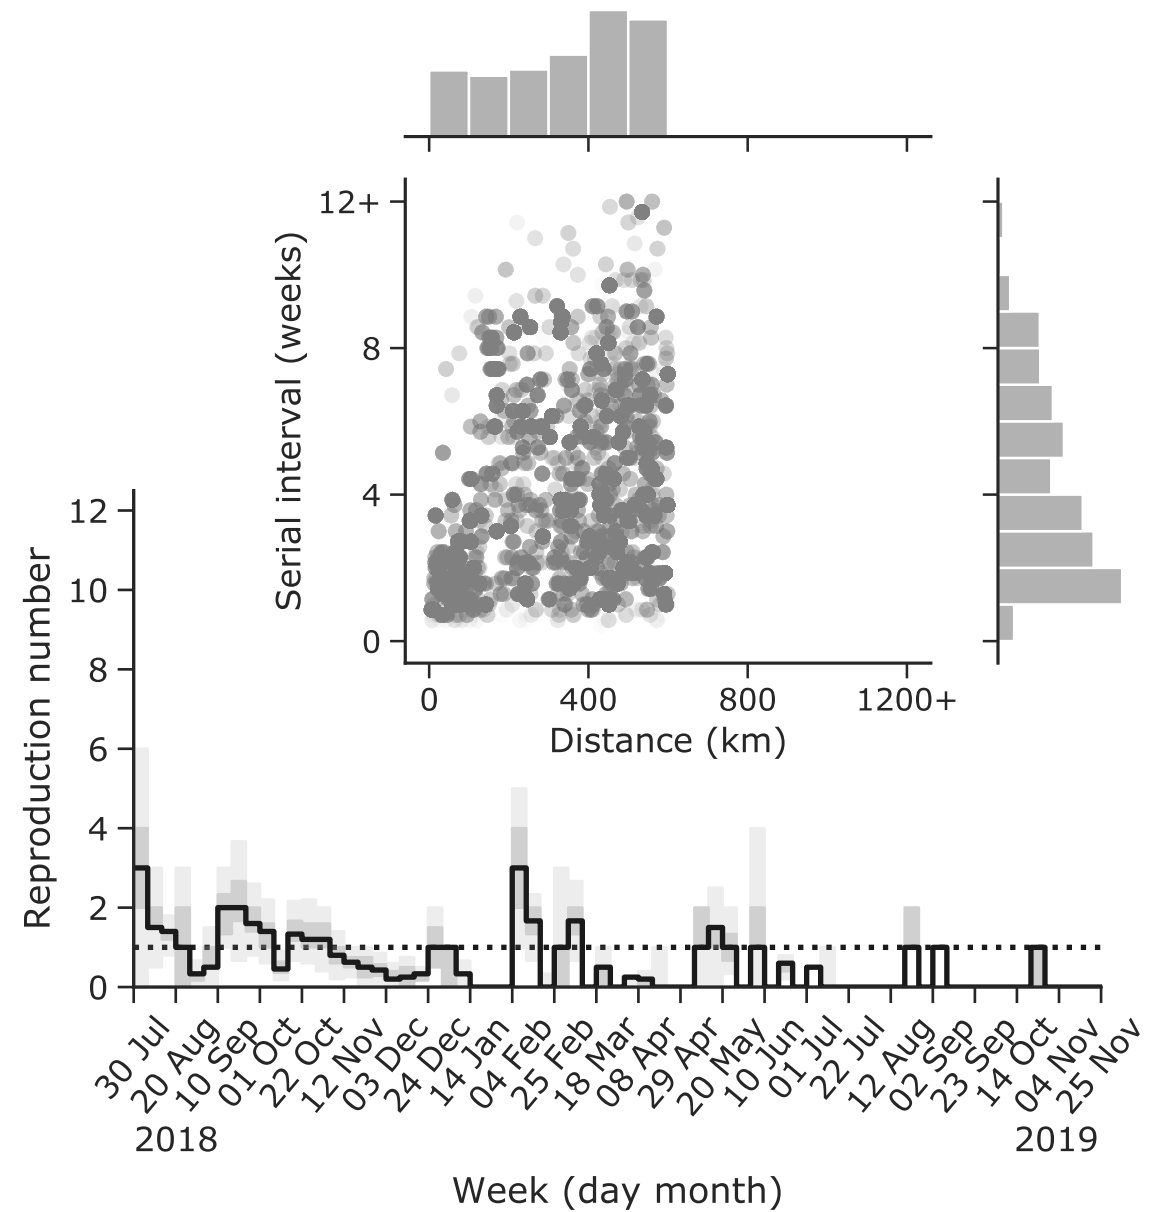 12+
8
4
0
Serial interval (weeks)
0
400
800
1200+
Distance (km)
12
10
8
6
4
2
0
Reproduction number
30 Jul
20 Aug
10 Sep
01 Oct
22 Oct
12 Nov
03 Dec
24 Dec
14 Jan
04 Feb
25 Feb
18 Mar
08 Apr
29 Apr
20 May
10 Jun
01 Jul
22 Jul
12 Aug
02 Sep
23 Sep
14 Oct
04 Nov
25 Nov
2018
2019
Week (day month)